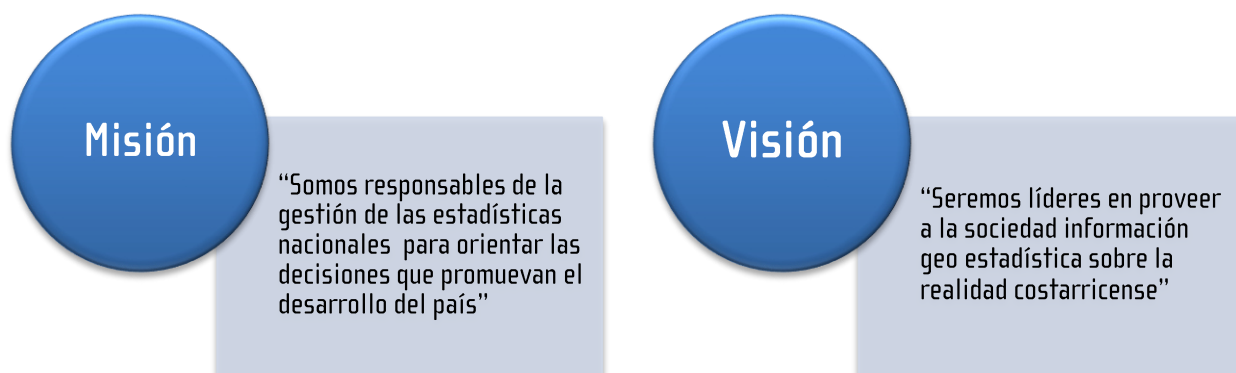 Misión
“Somos responsables de la
gestión de las estadísticas
nacionales para orientar las
decisiones que promuevan el
desarrollo del país”
Visión
“Seremos líderes en proveer
a la sociedad información
geo estadística sobre la
realidad costarricense”